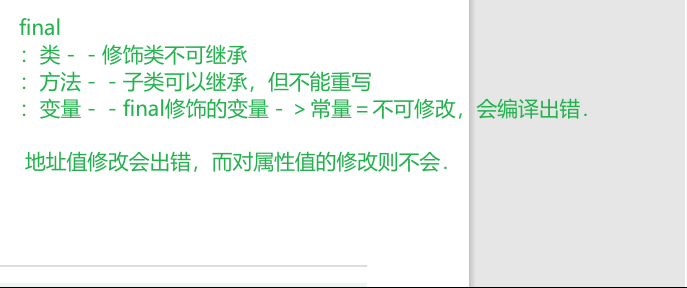 final
：类－－修饰类不可继承
：方法－－子类可以继承，但不能重写
：变量－－final修饰的变量－＞常量＝不可修改，会编译出错．
地址值修改会出错，而对属性值的修改则不会．